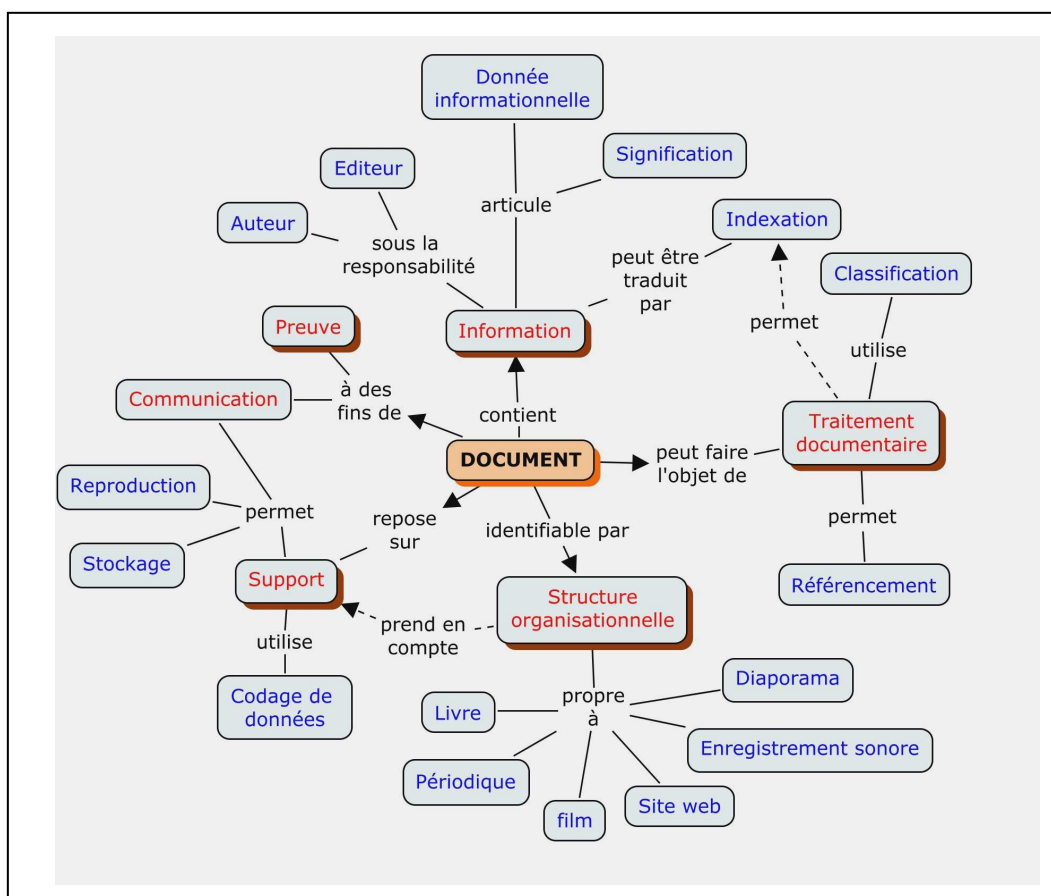 Donnée
informationnelle
Signification
Editeur
articule
Auteur
sous la
responsabilité
Indexation
peut être
traduit
par
Classification
Preuve
Information
permet
utilise
à des
fins de
Communication
contient
Traitement
documentaire
DOCUMENT
peut faire
l'objet de
Reproduction
permet
Stockage
repose
sur
identifiable par
permet
Support
Structure
organisationnelle
Référencement
prend en
compte
utilise
Codage de
données
propre
à
Diaporama
Livre
Enregistrement sonore
Périodique
film
Site web